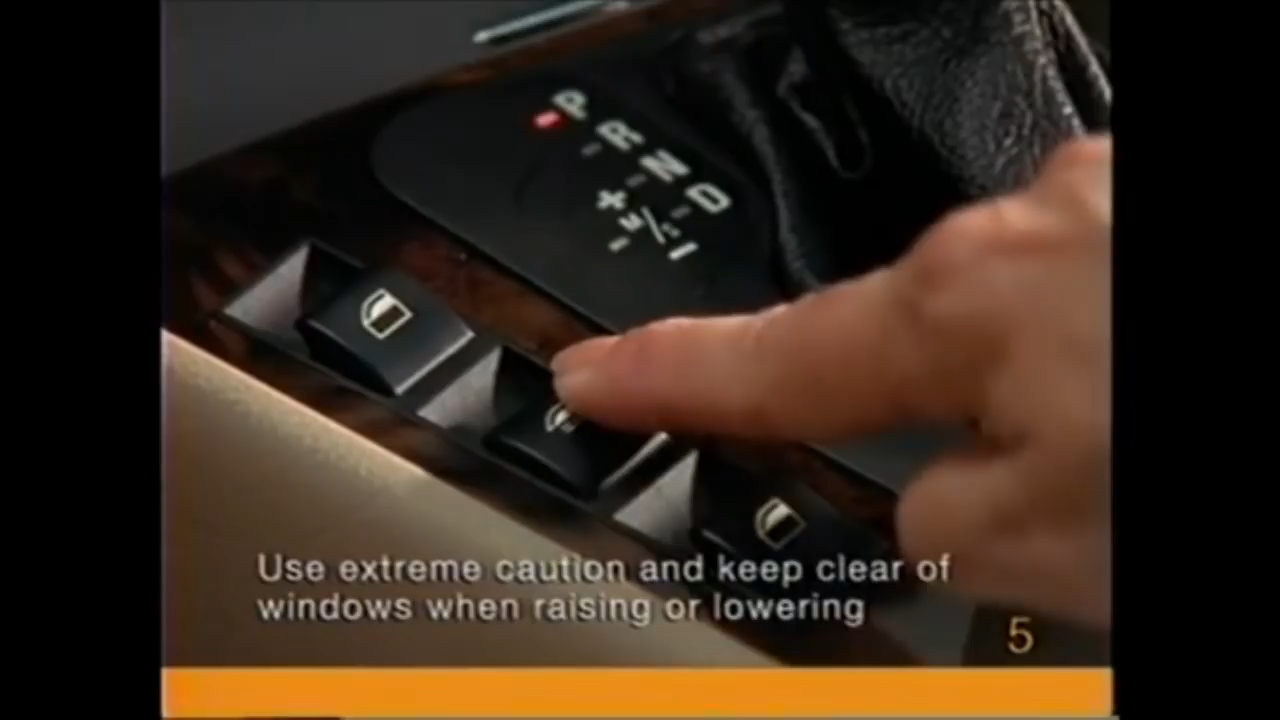 P
R
N
D
+
M/S
-
Use extreme caution and keep clear of
windows when raising or lowering
5